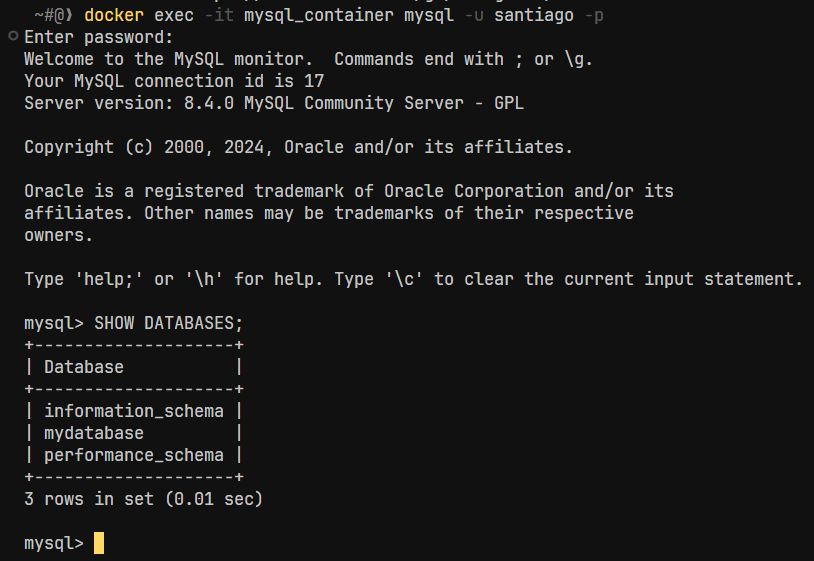 ~#@❯ docker exec -it mysql_container mysql -u santiago -p
Enter password:
Welcome to the MySQL monitor.  Commands end with ; or \g.
Your MySQL connection id is 17
Server version: 8.4.0 MySQL Community Server - GPL

Copyright (c) 2000, 2024, Oracle and/or its affiliates.

Oracle is a registered trademark of Oracle Corporation and/or its
affiliates. Other names may be trademarks of their respective
owners.

Type 'help;' or '\h' for help. Type '\c' to clear the current input statement.

mysql> SHOW DATABASES;
+--------------------+
| Database           |
+--------------------+
| information_schema |
| mydatabase         |
| performance_schema |
+--------------------+
3 rows in set (0.01 sec)

mysql>